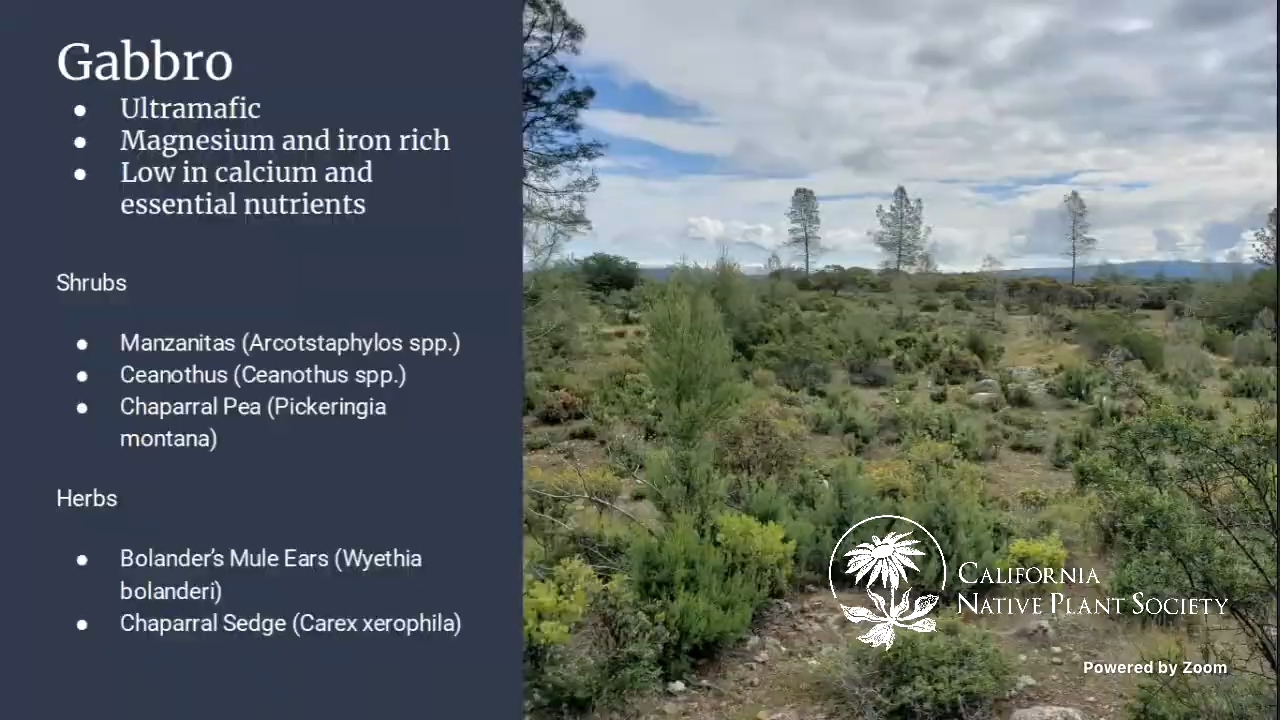 Gabbro
● Ultramafic
● Magnesium and iron rich
● Low in calcium and
essential nutrients
Shrubs
● Manzanitas (Arcotstaphylos spp.)
● Ceanothus (Ceanothus spp.)
● Chaparral Pea (Pickeringia
montana)
Herbs
● Bolander’s Mule Ears (Wyethia
bolanderi)
● Chaparral Sedge (Carex xerophila)
CALIFORNIA
NATIVE PLANT SOCIETY
Powered by Zoom